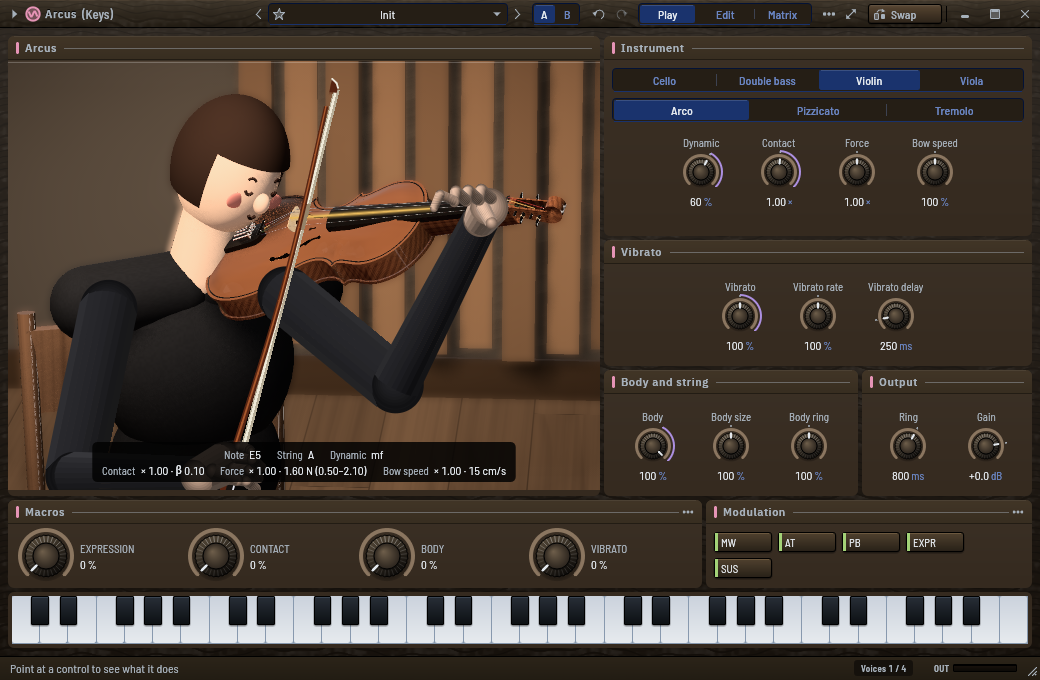 Arcus (Keys)
Init
A B
Play Edit Matrix
Swap
Arcus
Note E5 String A Dynamic mf
Contact × 1.00 · β 0.10 Force × 1.00 · 1.60 N (0.50–2.10) Bow speed × 1.00 · 15 cm/s
Instrument
Cello Double bass Violin Viola
Arco Pizzicato Tremolo
Dynamic Contact Force Bow speed
60 % 1.00 × 1.00 × 100 %
Vibrato
Vibrato Vibrato rate Vibrato delay
100 % 100 % 250 ms
Body and string
Body Body size Body ring
100 % 100 % 100 %
Output
Ring Gain
800 ms +0.0 dB
Macros
EXPRESSION
0 %
CONTACT
0 %
BODY
0 %
VIBRATO
0 %
Modulation
MW AT PB EXPR
SUS
Point at a control to see what it does
Voices 1 / 4 OUT